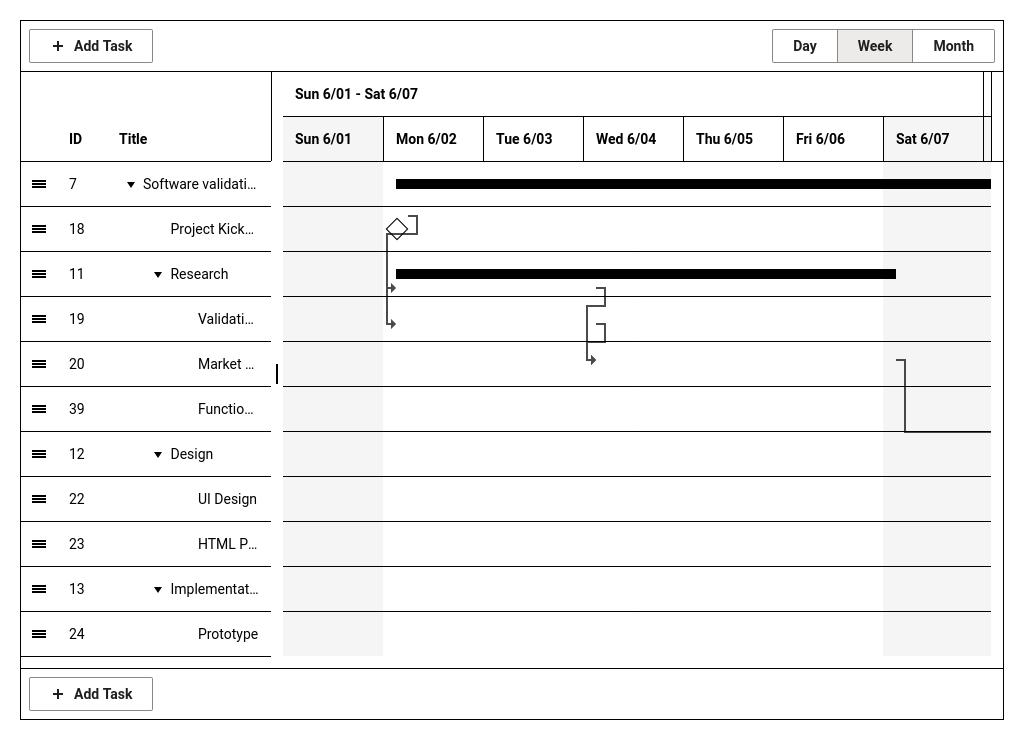 Add Task
Day Week Month
Sun 6/01 - Sat 6/07
ID Title
Sun 6/01 Mon 6/02 Tue 6/03 Wed 6/04 Thu 6/05 Fri 6/06 Sat 6/07
7 Software validati...
18 Project Kick...
11 Research
19 Validati...
20 Market ...
39 Functio...
12 Design
22 UI Design
23 HTML P...
13 Implementat...
24 Prototype
Add Task